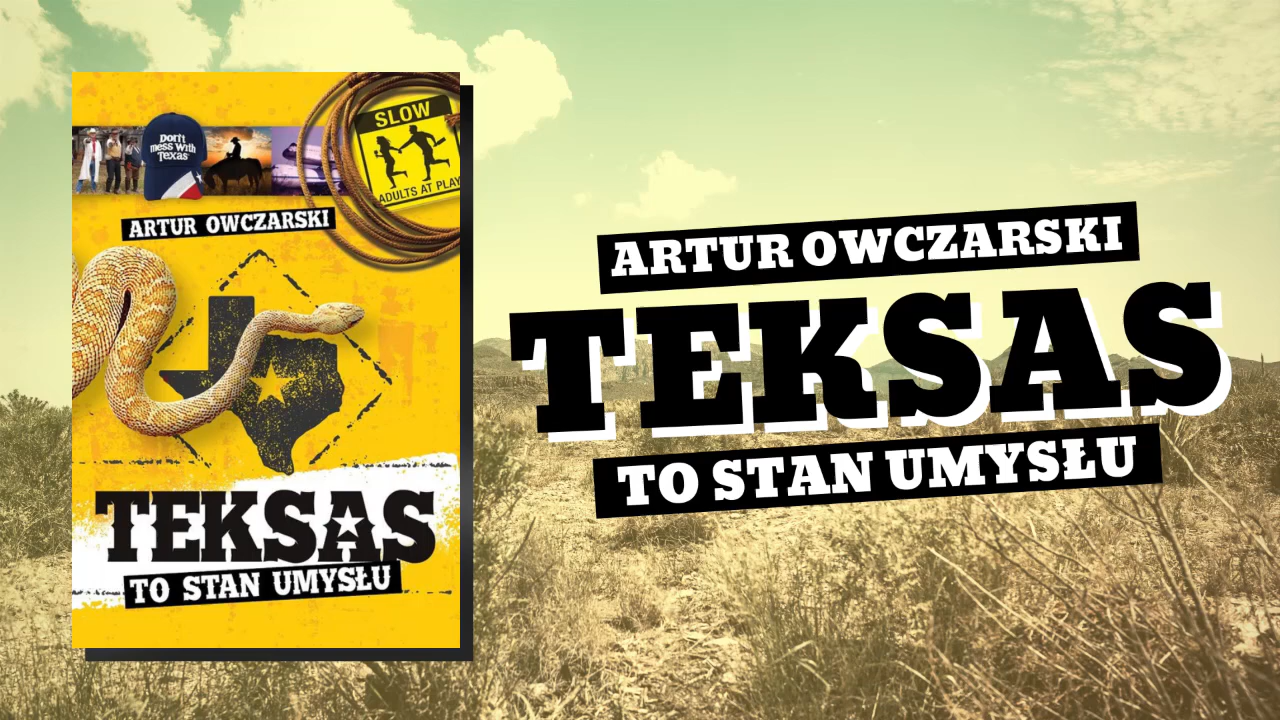 SLOW
ADULTS AT PLAY
Don't
mess with
Texas
ARTUR OWCZARSKI
TEKSAS
TO STAN UMYSŁU
ARTUR OWCZARSKI
TEKSAS
TO STAN UMYSŁU